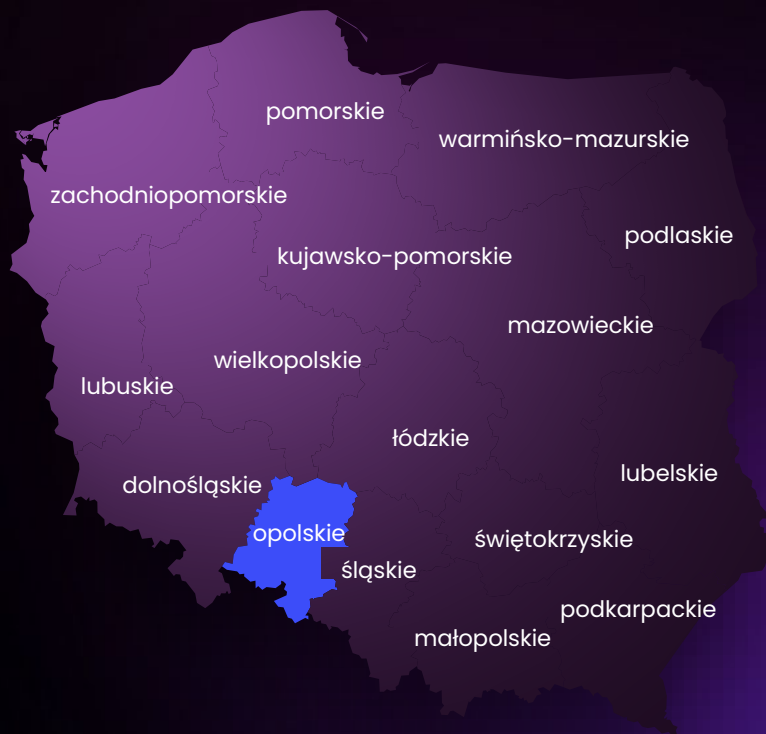 pomorskie
warmińsko-mazurskie
zachodniopomorskie
podlaskie
kujawsko-pomorskie
mazowieckie
wielkopolskie
lubuskie
łódzkie
lubelskie
dolnośląskie
opolskie
świętokrzyskie
śląskie
podkarpackie
małopolskie